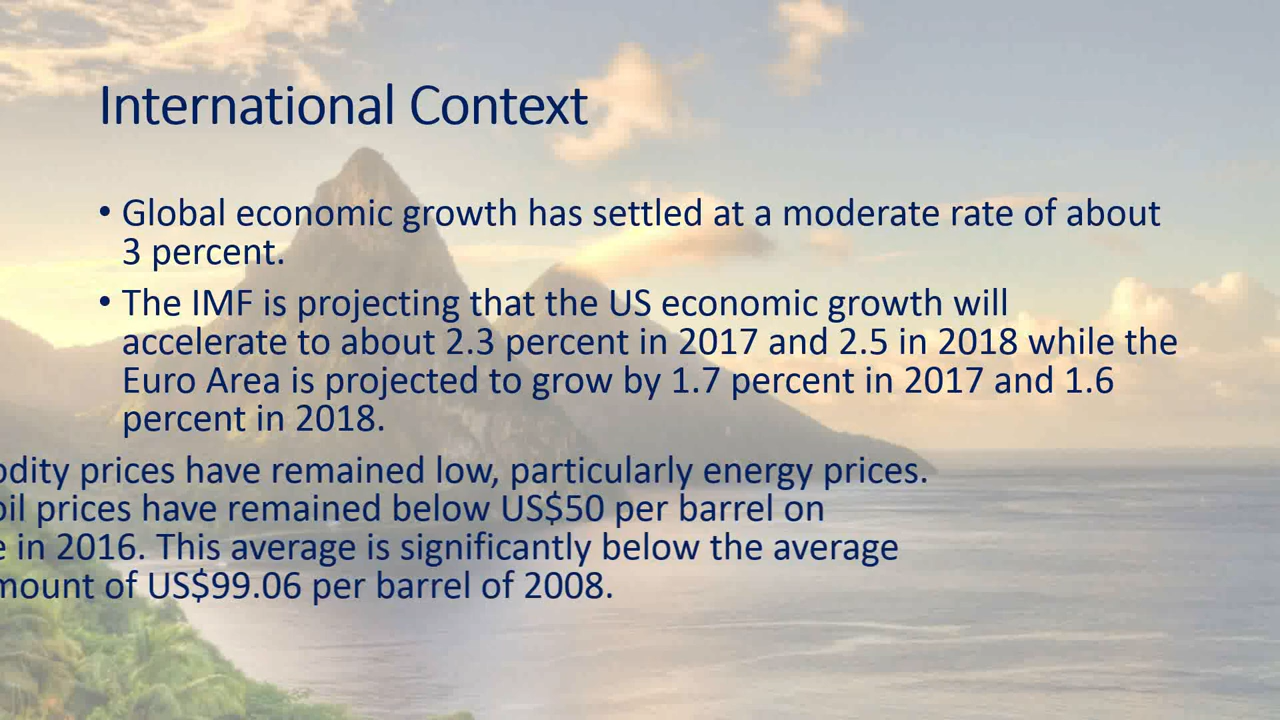 International Context
• Global economic growth has settled at a moderate rate of about
3 percent.
• The IMF is projecting that the US economic growth will
accelerate to about 2.3 percent in 2017 and 2.5 in 2018 while the
Euro Area is projected to grow by 1.7 percent in 2017 and 1.6
percent in 2018.
prices have remained low, particularly energy prices.
prices have remained below US$50 per barrel on
in 2016. This average is significantly below the average
of US$99.06 per barrel of 2008.